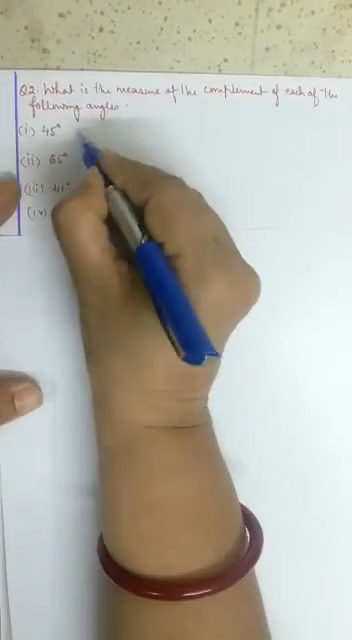 Q2. What is the measure of the complement of each of the
following angles.
(i) 45°
(ii) 65°
(iii) 41°
(iv)